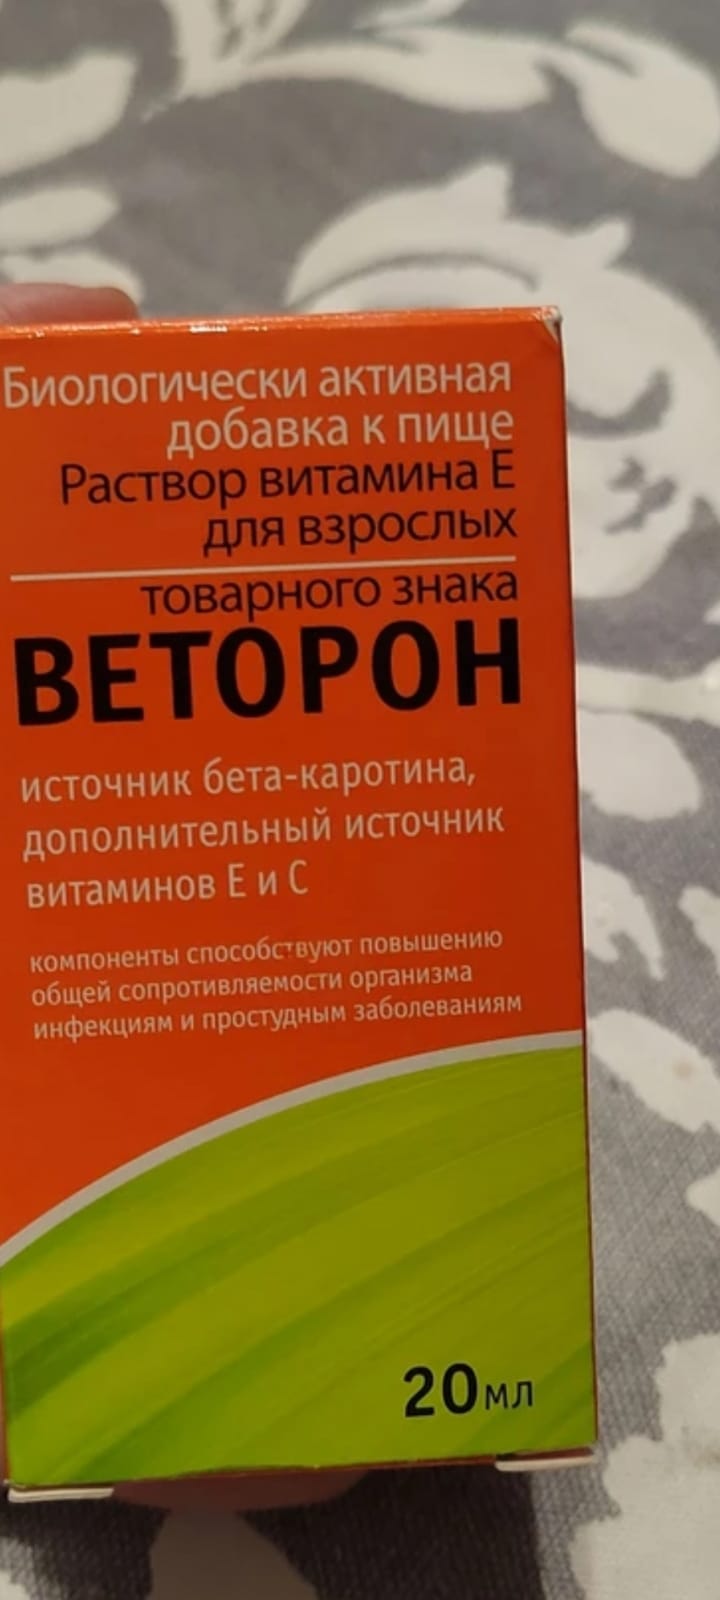 Биологически активная
добавка к пище
Раствор витамина Е
для взрослых
товарного знака
ВЕТОРОН
источник бета-каротина,
дополнительный источник
витаминов Е и С
компоненты способствуют повышению
общей сопротивляемости организма
инфекциям и простудным заболеваниям
20мл